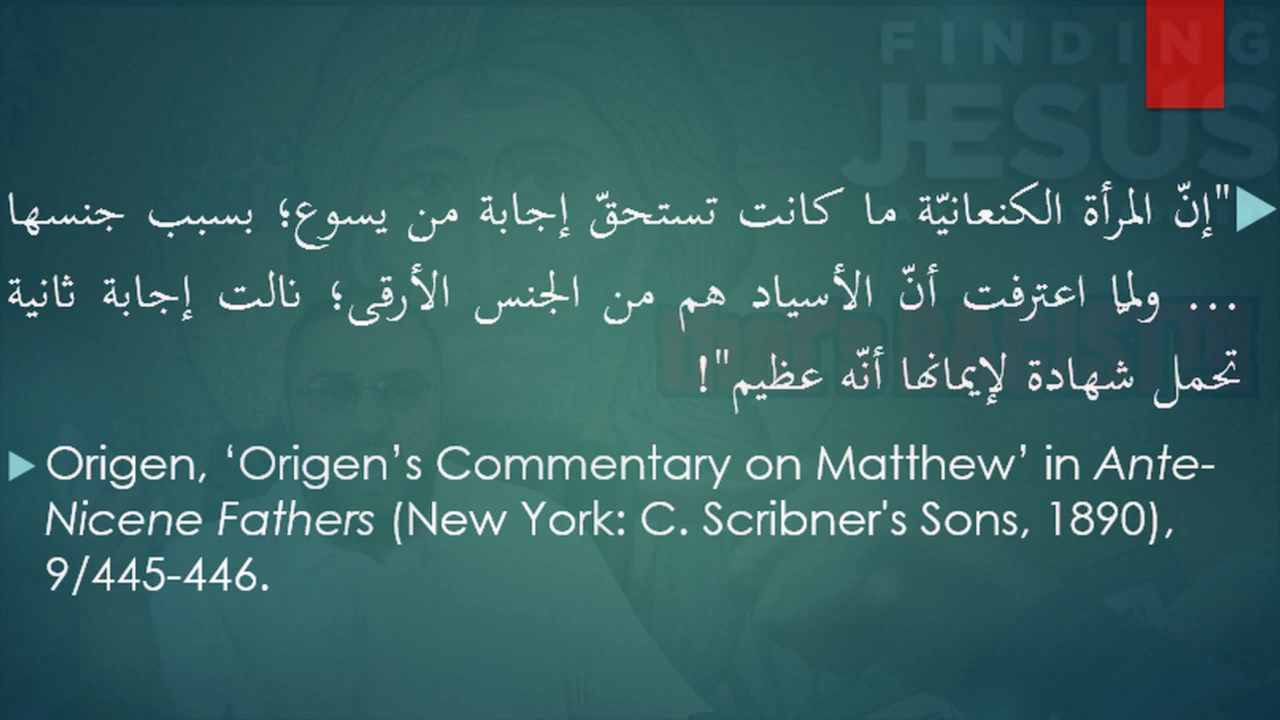 FINDING
JESUS
"إنّ المرأة الكنعانيّة ما كانت تستحقّ إجابة من يسوع؛ بسبب جنسها
... ولما اعترفت أنّ الأسياد هم من الجنس الأرقى؛ نالت إجابة ثانية
تحمل شهادة لإيمانها أنّه عظيم"!
Origen, ‘Origen’s Commentary on Matthew’ in Ante-
Nicene Fathers (New York: C. Scribner's Sons, 1890),
9/445-446.